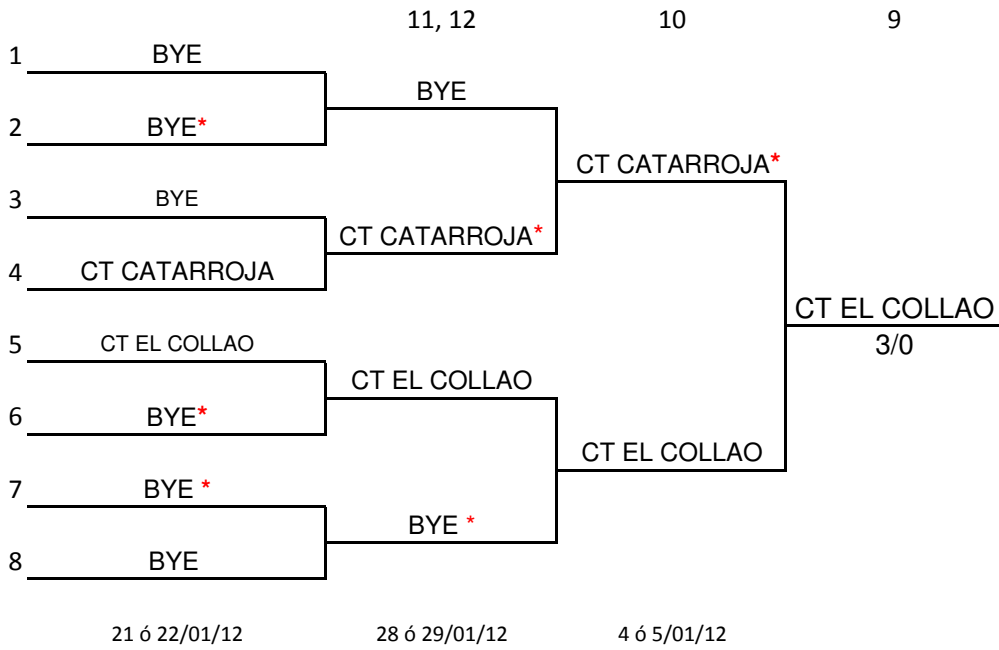 11, 12 10 9
1 BYE
BYE
2 BYE*
CT CATARROJA*
3 BYE
CT CATARROJA*
4 CT CATARROJA
CT EL COLLAO
3/0
5 CT EL COLLAO
CT EL COLLAO
6 BYE*
CT EL COLLAO
7 BYE *
BYE *
8 BYE
21 ó 22/01/12 28 ó 29/01/12 4 ó 5/01/12